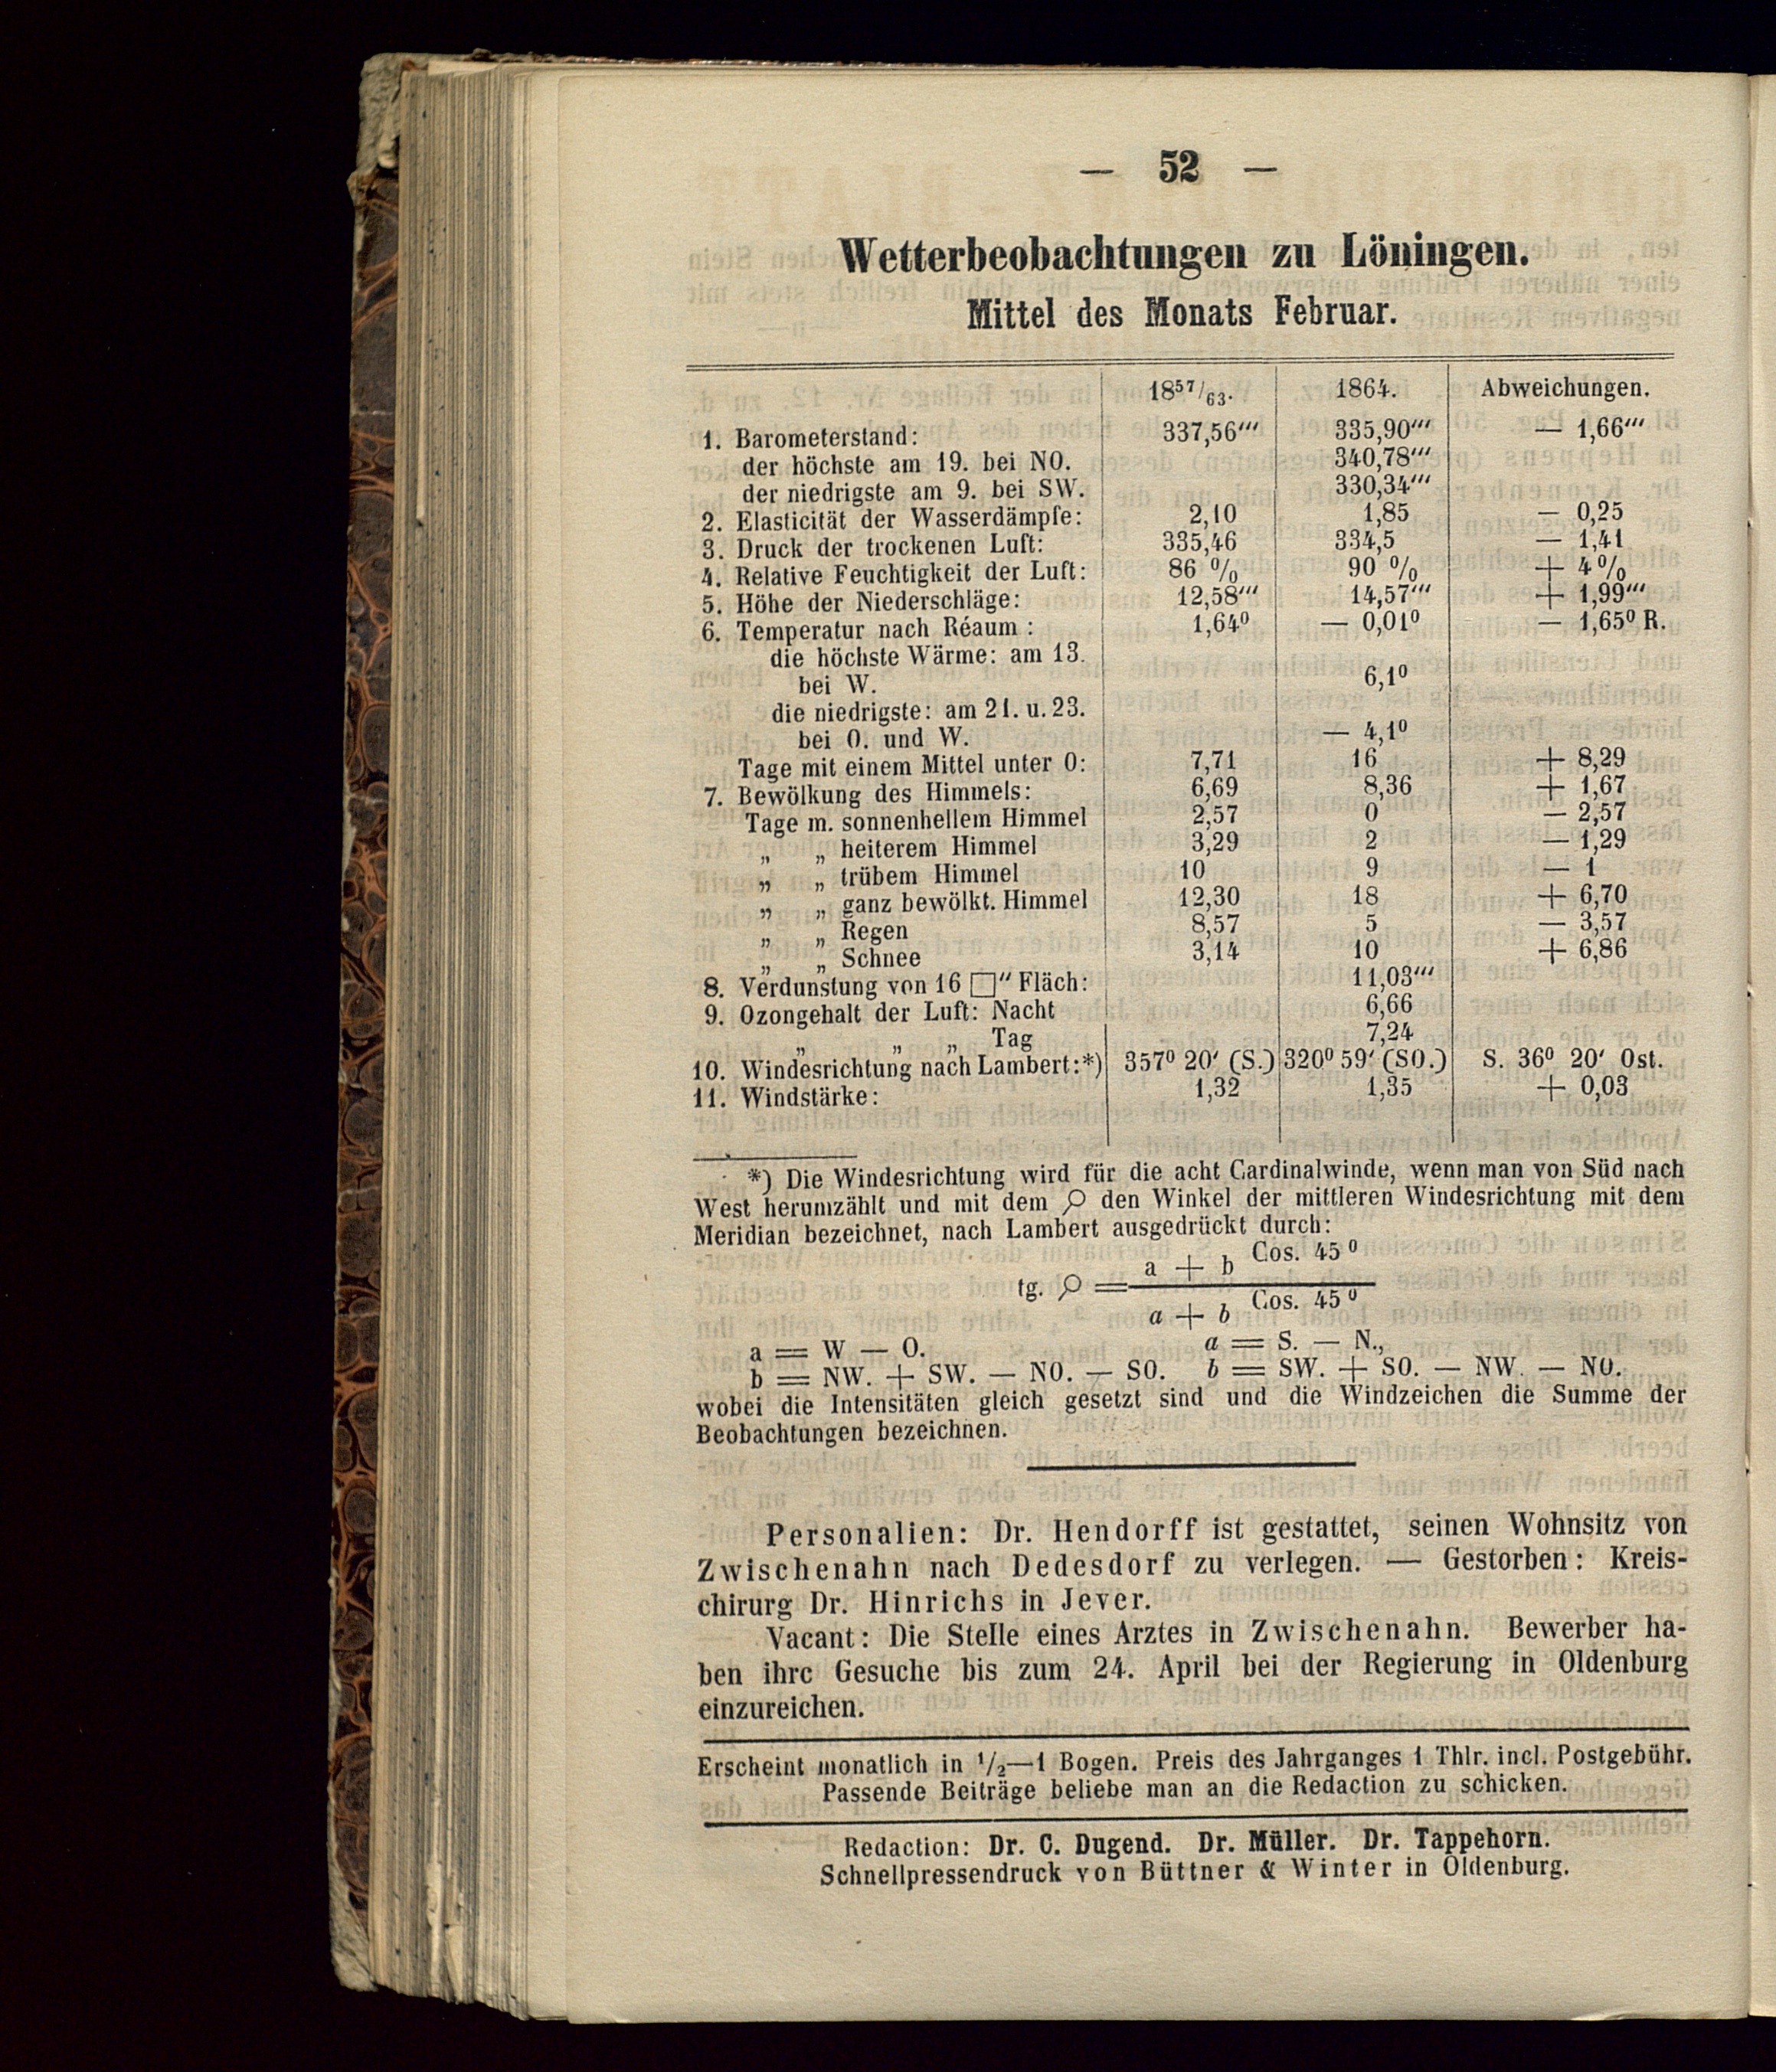 — 52 —
Wetterbeobachtungen zu Löningen.
Mittel des Monats Februar.
18⁵⁷/₆₃. 1864. Abweichungen.
1. Barometerstand: 337,56‴ 335,90‴ — 1,66‴
der höchste am 19. bei NO. 340,78‴
der niedrigste am 9. bei SW. 330,34‴
2. Elasticität der Wasserdämpfe: 2,10 1,85 — 0,25
3. Druck der trockenen Luft: 335,46 334,5 — 1,41
4. Relative Feuchtigkeit der Luft: 86 % 90 % + 4 %
5. Höhe der Niederschläge: 12,58‴ 14,57‴ + 1,99‴
6. Temperatur nach Réaum: 1,64⁰ — 0,01⁰ — 1,65⁰ R.
die höchste Wärme: am 13.
bei W. 6,1⁰
die niedrigste: am 21. u. 23.
bei O. und W. — 4,1⁰
Tage mit einem Mittel unter 0: 7,71 16 + 8,29
7. Bewölkung des Himmels: 6,69 8,36 + 1,67
Tage m. sonnenhellem Himmel 2,57 0 — 2,57
„ „ heiterem Himmel 3,29 2 — 1,29
„ „ trübem Himmel 10 9 — 1
„ „ ganz bewölkt. Himmel 12,30 18 + 6,70
„ „ Regen 8,57 5 — 3,57
„ „ Schnee 3,14 10 + 6,86
8. Verdunstung von 16 □″ Fläch: 11,03‴
9. Ozongehalt der Luft: Nacht 6,66
„ „ „ Tag 7,24
10. Windesrichtung nach Lambert:*) 357⁰ 20′ (S.) 320⁰ 59′ (SO.) S. 36⁰ 20′ Ost.
11. Windstärke: 1,32 1,35 + 0,03
*) Die Windesrichtung wird für die acht Cardinalwinde, wenn man von Süd nach
West herumzählt und mit dem ⚲ den Winkel der mittleren Windesrichtung mit dem
Meridian bezeichnet, nach Lambert ausgedrückt durch:
a + b Cos. 45⁰
tg. ⚲ =
a + b Cos. 45⁰
a = W — O. a = S. — N.,
b = NW. + SW. — NO. — SO. b = SW. + SO. — NW. — NO.
wobei die Intensitäten gleich gesetzt sind und die Windzeichen die Summe der
Beobachtungen bezeichnen.
Personalien: Dr. Hendorff ist gestattet, seinen Wohnsitz von
Zwischenahn nach Dedesdorf zu verlegen. — Gestorben: Kreis-
chirurg Dr. Hinrichs in Jever.
Vacant: Die Stelle eines Arztes in Zwischenahn. Bewerber ha-
ben ihre Gesuche bis zum 24. April bei der Regierung in Oldenburg
einzureichen.
Erscheint monatlich in ¹/₂—1 Bogen. Preis des Jahrganges 1 Thlr. incl. Postgebühr.
Passende Beiträge beliebe man an die Redaction zu schicken.
Redaction: Dr. C. Dugend. Dr. Müller. Dr. Tappehorn.
Schnellpressendruck von Büttner & Winter in Oldenburg.